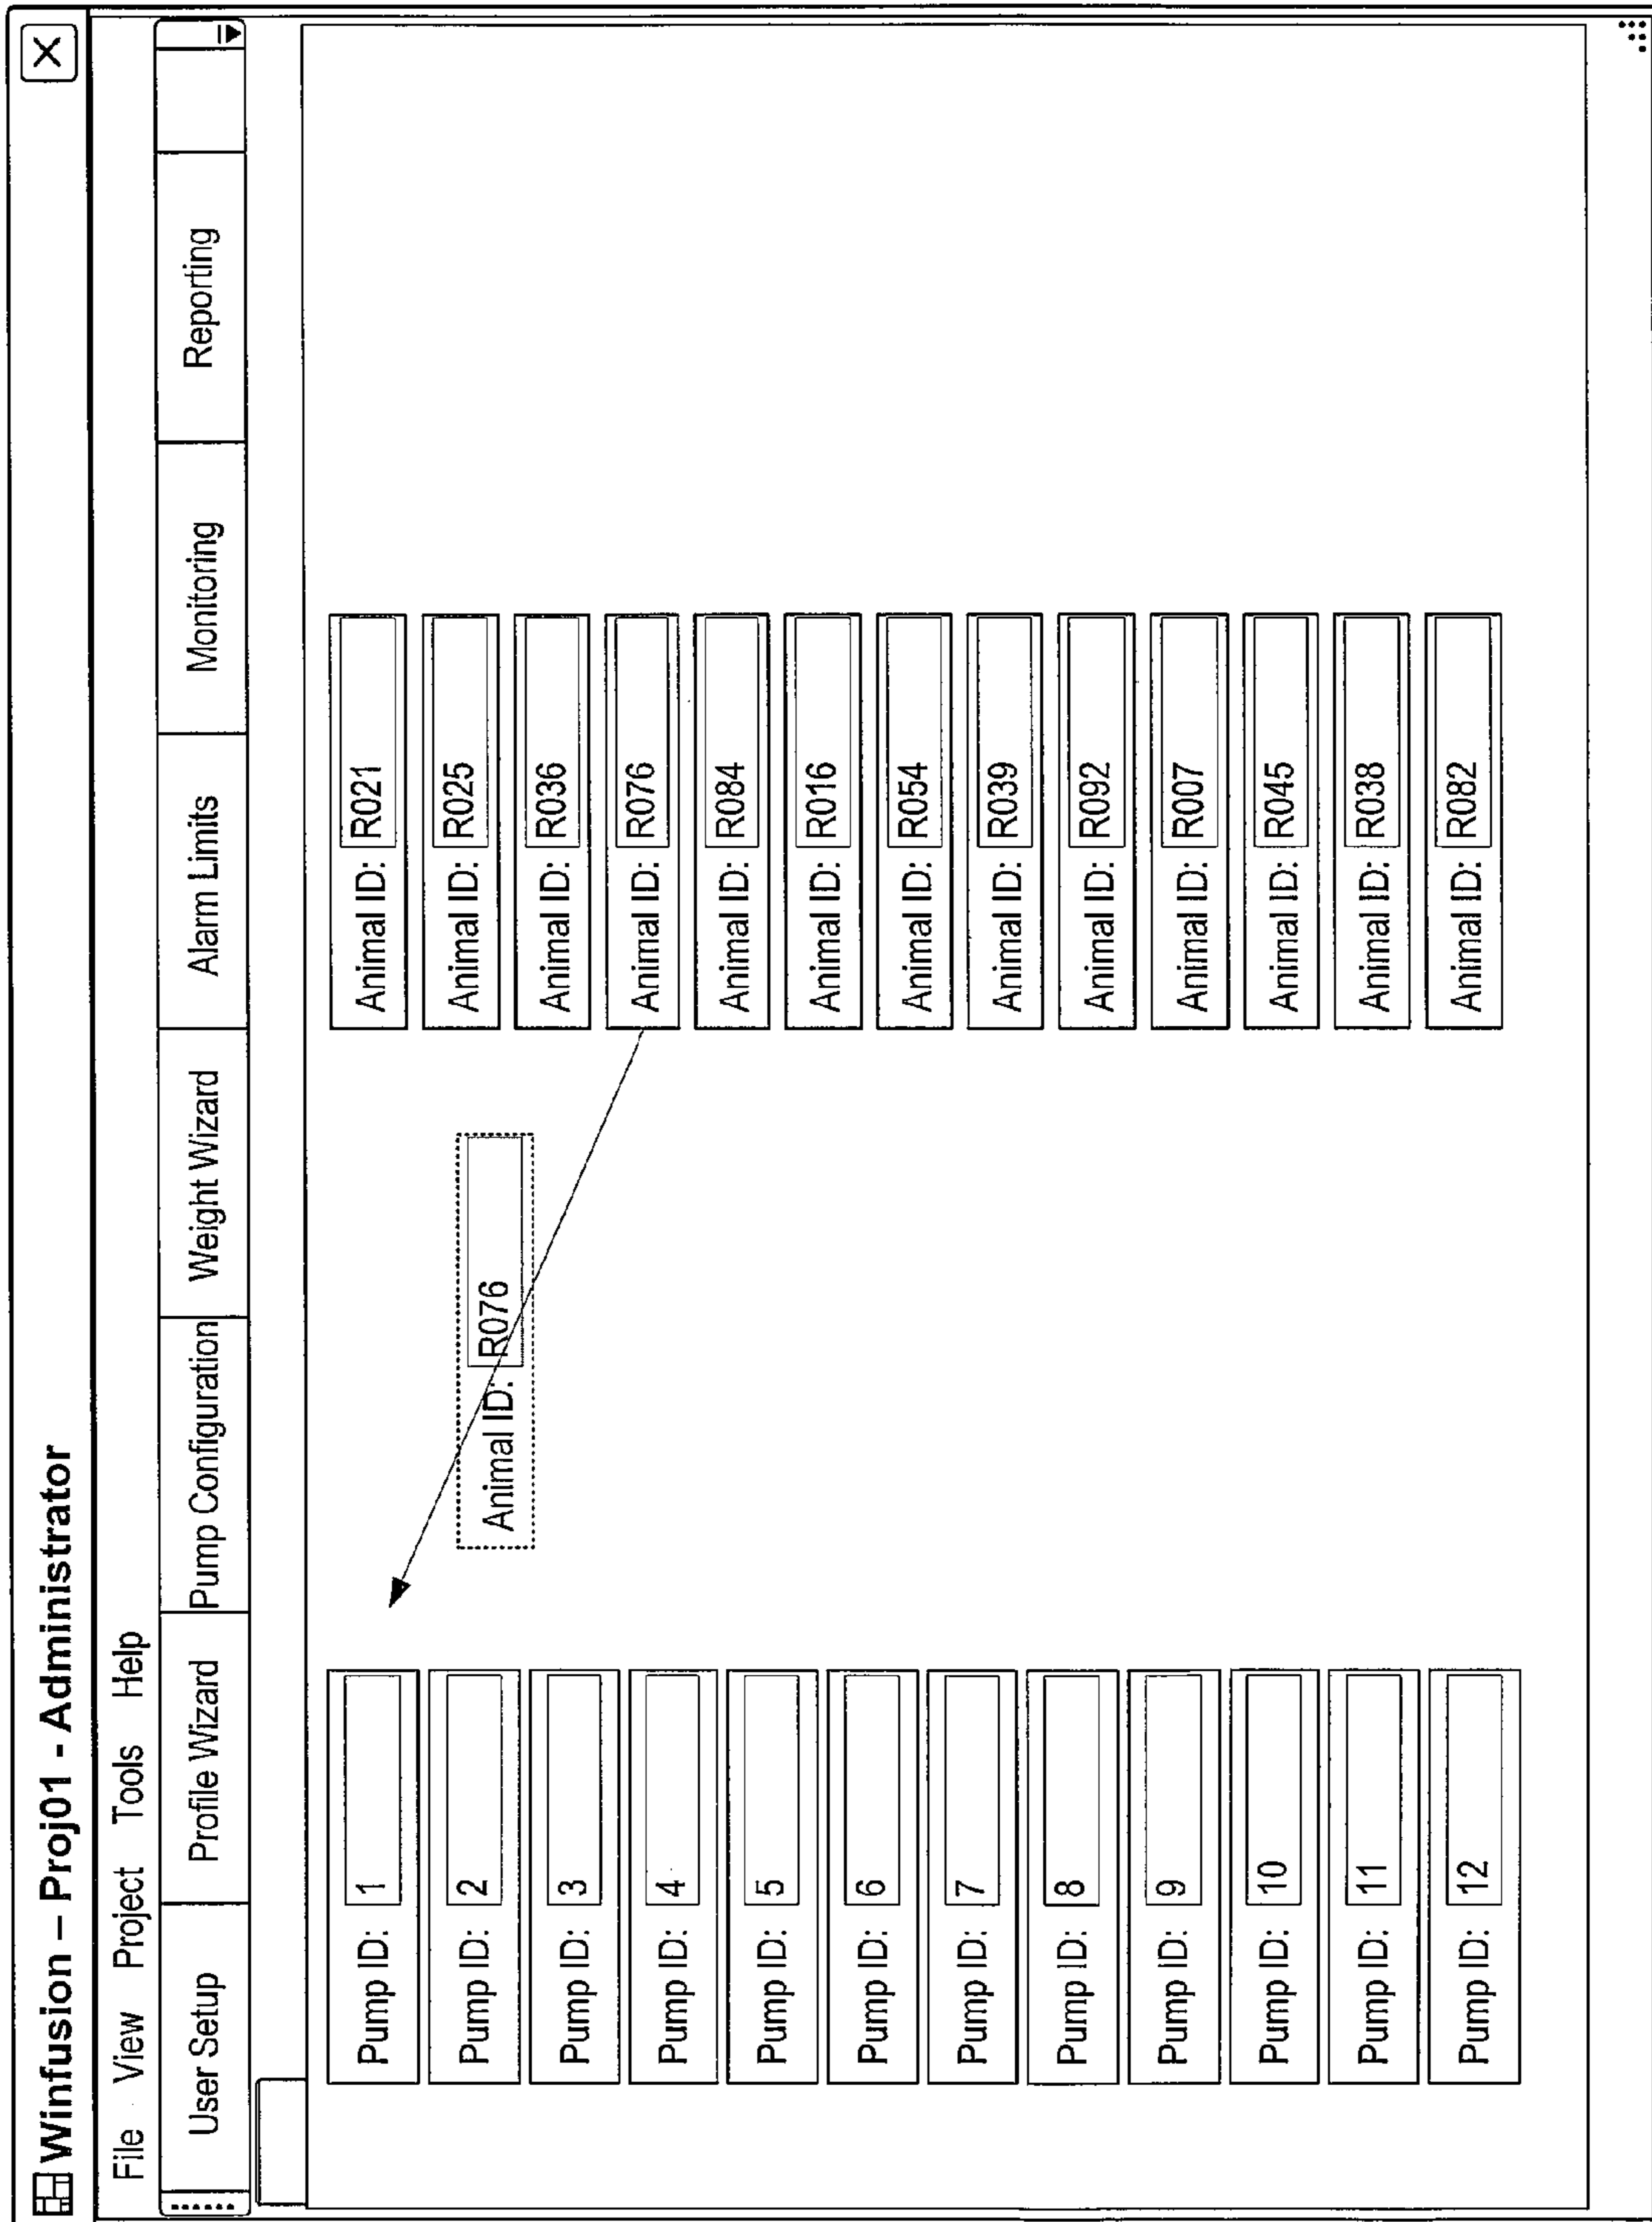 Winfusion – Proj01 - Administrator
X
File View Project Tools Help
User Setup Profile Wizard Pump Configuration Weight Wizard Alarm Limits Monitoring Reporting
Pump ID: 1
Pump ID: 2
Pump ID: 3
Pump ID: 4
Pump ID: 5
Pump ID: 6
Pump ID: 7
Pump ID: 8
Pump ID: 9
Pump ID: 10
Pump ID: 11
Pump ID: 12
Animal ID: R076
Animal ID: R021
Animal ID: R025
Animal ID: R036
Animal ID: R076
Animal ID: R084
Animal ID: R016
Animal ID: R054
Animal ID: R039
Animal ID: R092
Animal ID: R007
Animal ID: R045
Animal ID: R038
Animal ID: R082